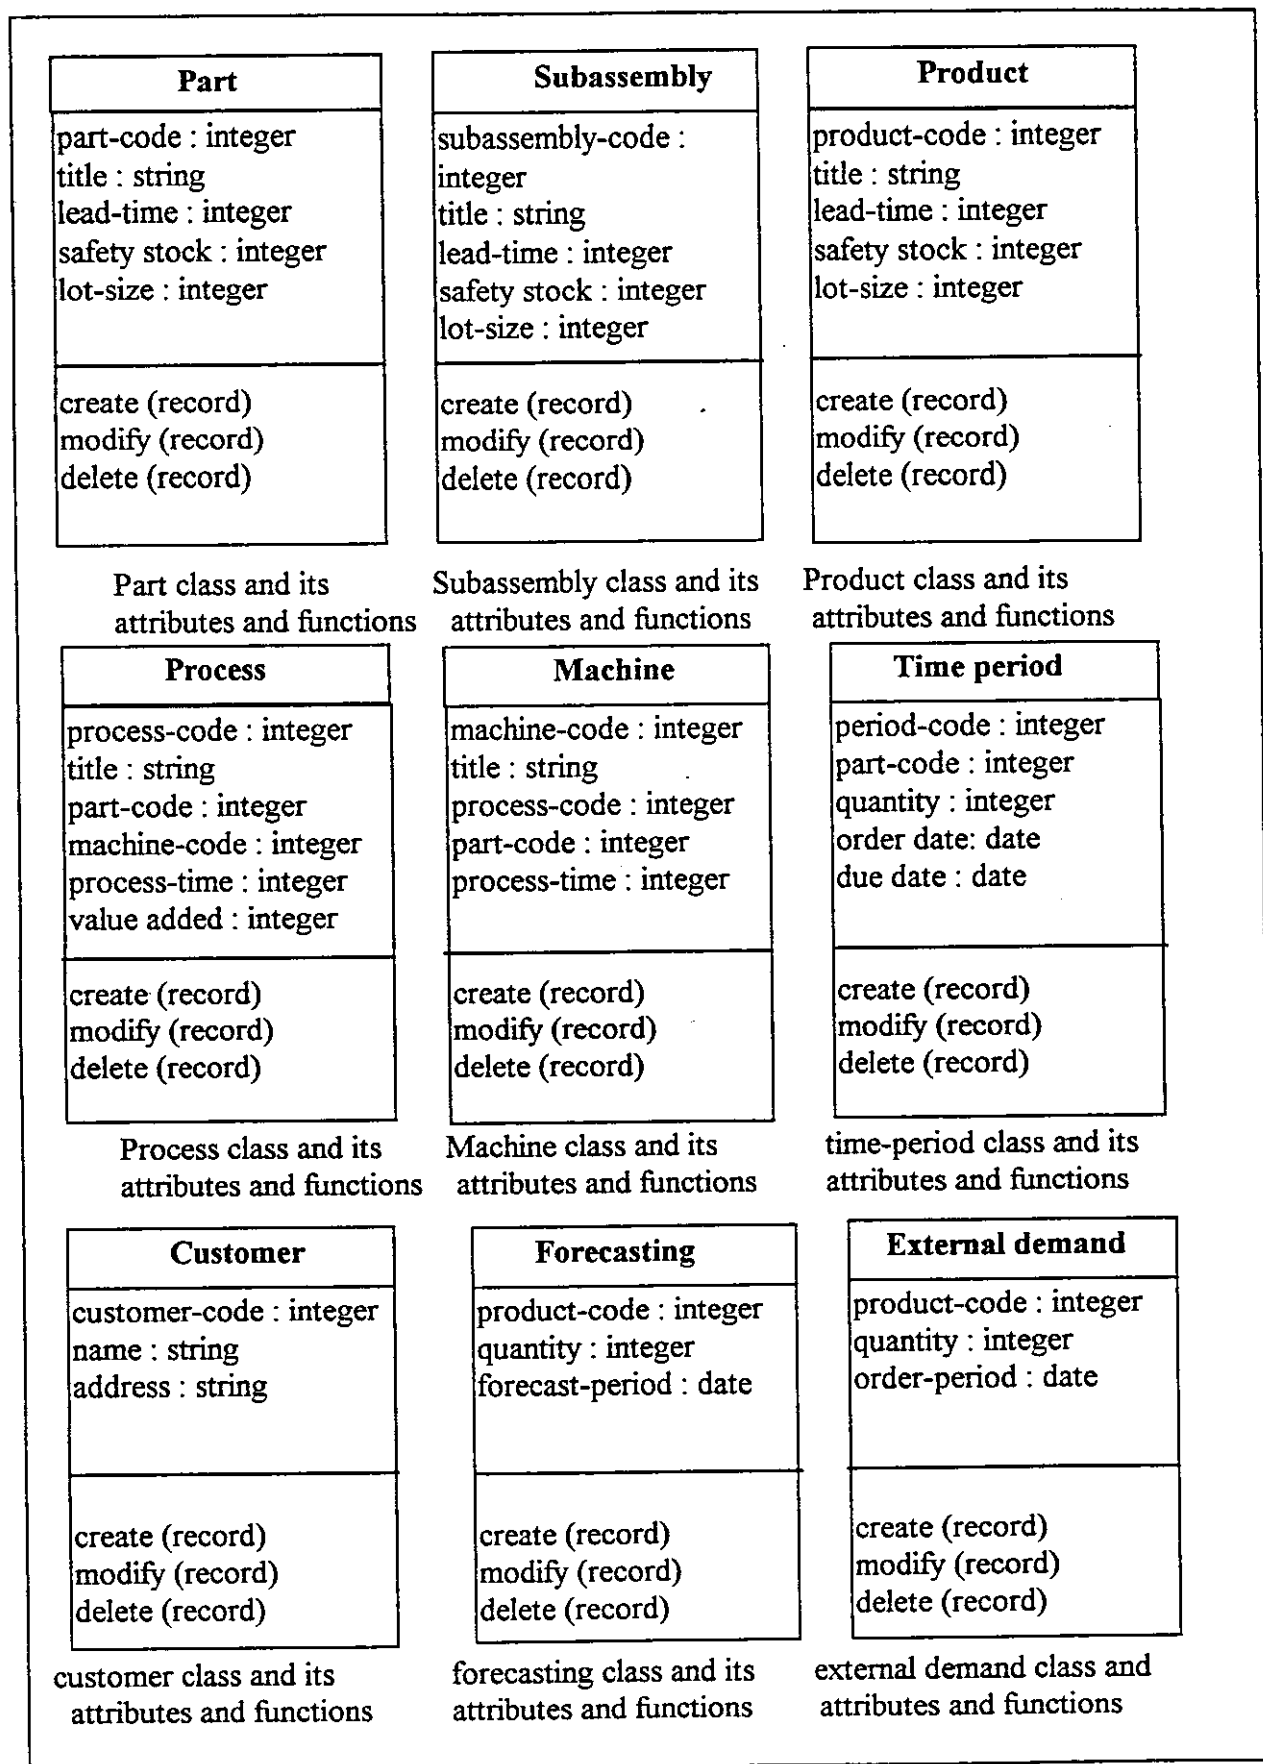 Part
part-code : integer
title : string
lead-time : integer
safety stock : integer
lot-size : integer
create (record)
modify (record)
delete (record)
Part class and its
attributes and functions
Subassembly
subassembly-code :
integer
title : string
lead-time : integer
safety stock : integer
lot-size : integer
create (record)
modify (record)
delete (record)
Subassembly class and its
attributes and functions
Product
product-code : integer
title : string
lead-time : integer
safety stock : integer
lot-size : integer
create (record)
modify (record)
delete (record)
Product class and its
attributes and functions
Process
process-code : integer
title : string
part-code : integer
machine-code : integer
process-time : integer
value added : integer
create (record)
modify (record)
delete (record)
Process class and its
attributes and functions
Machine
machine-code : integer
title : string
process-code : integer
part-code : integer
process-time : integer
create (record)
modify (record)
delete (record)
Machine class and its
attributes and functions
Time period
period-code : integer
part-code : integer
quantity : integer
order date: date
due date : date
create (record)
modify (record)
delete (record)
time-period class and its
attributes and functions
Customer
customer-code : integer
name : string
address : string
create (record)
modify (record)
delete (record)
customer class and its
attributes and functions
Forecasting
product-code : integer
quantity : integer
forecast-period : date
create (record)
modify (record)
delete (record)
forecasting class and its
attributes and functions
External demand
product-code : integer
quantity : integer
order-period : date
create (record)
modify (record)
delete (record)
external demand class and
attributes and functions